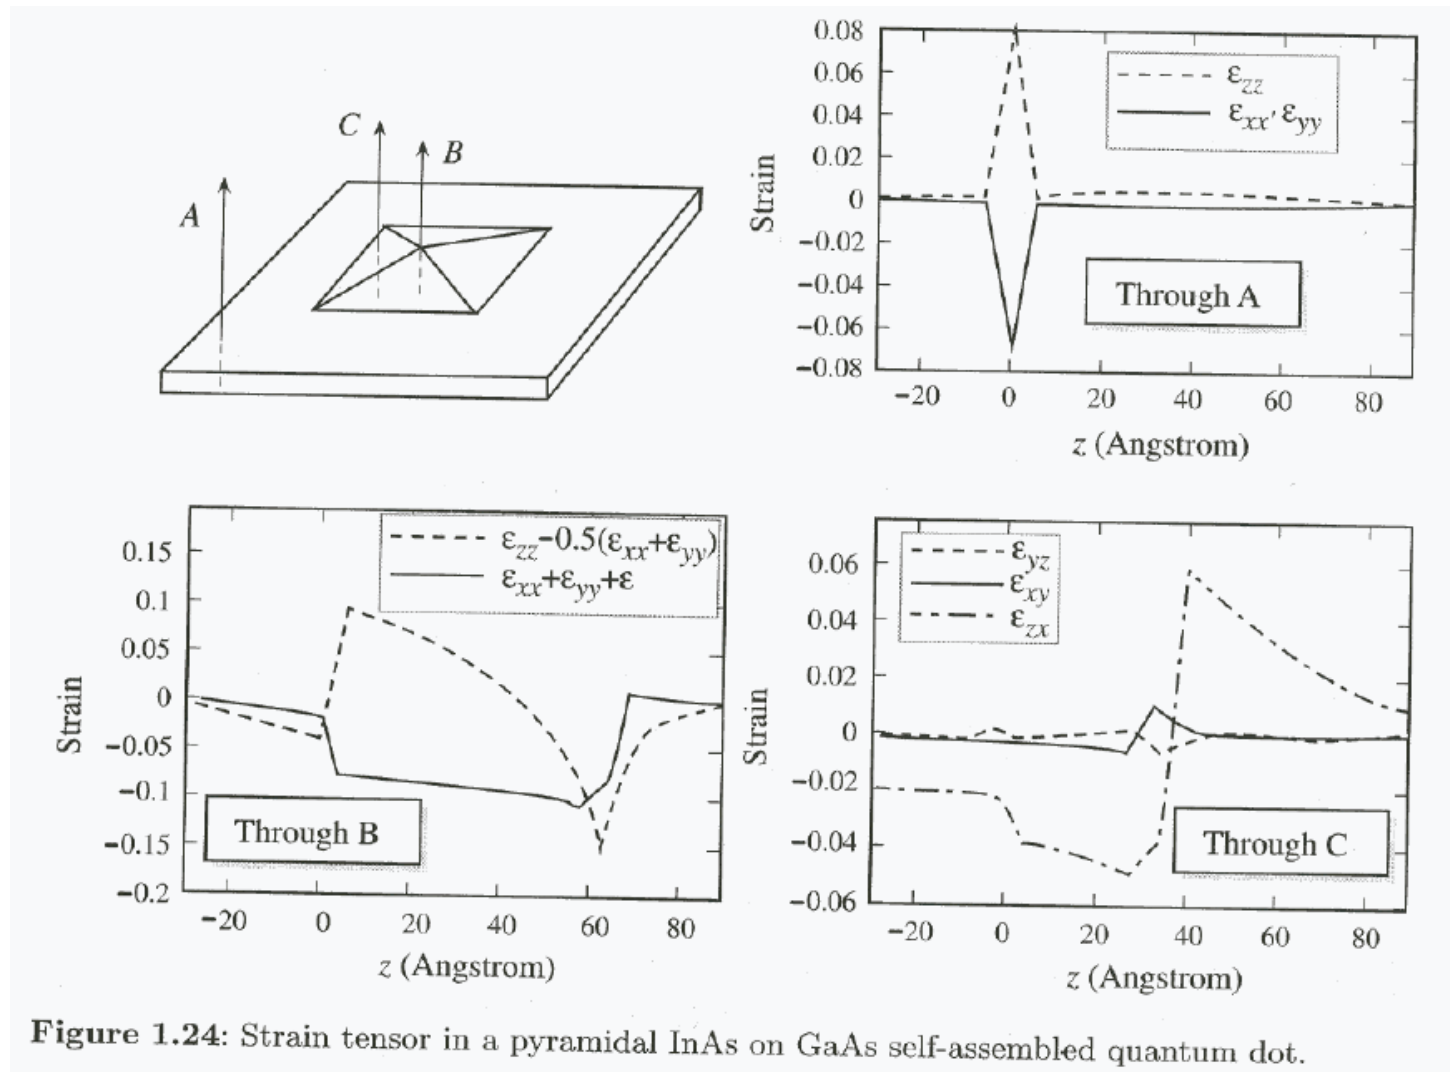 C
B
A
0.08
0.06
0.04
0.02
0
−0.02
−0.04
−0.06
−0.08
Strain
ε_zz
ε_xx, ε_yy
Through A
−20 0 20 40 60 80
z (Angstrom)
0.15
0.1
0.05
0
−0.05
−0.1
−0.15
−0.2
Strain
ε_zz−0.5(ε_xx+ε_yy)
ε_xx+ε_yy+ε
Through B
−20 0 20 40 60 80
z (Angstrom)
0.06
0.04
0.02
0
−0.02
−0.04
−0.06
Strain
ε_yz
ε_xy
ε_zx
Through C
−20 0 20 40 60 80
z (Angstrom)
Figure 1.24: Strain tensor in a pyramidal InAs on GaAs self-assembled quantum dot.